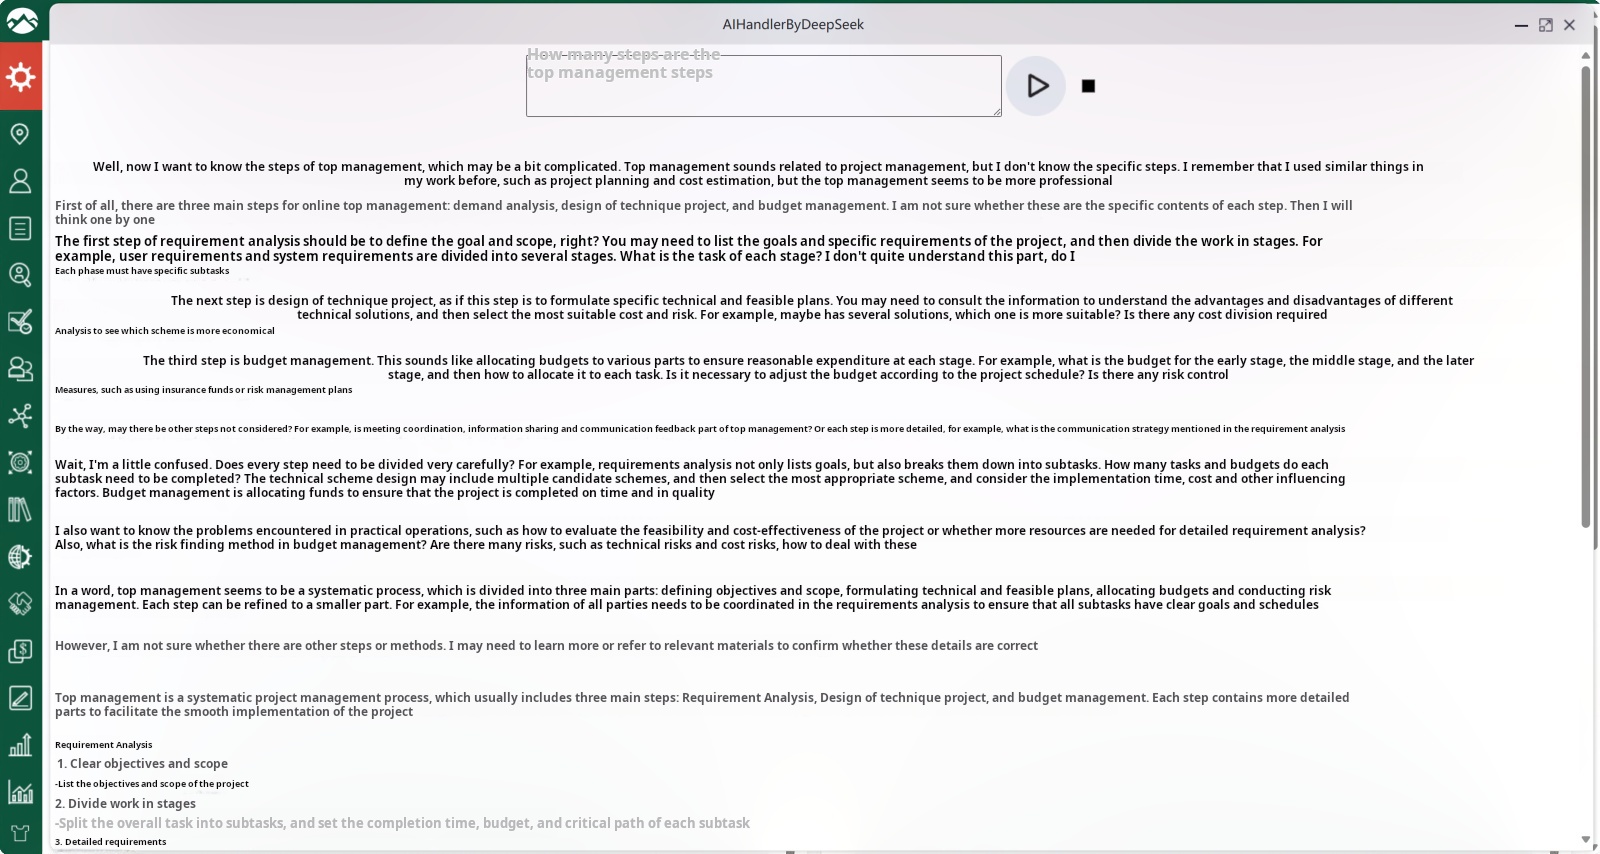 AIHandlerByDeepSeek
How many steps are the
top management steps
Well, now I want to know the steps of top management, which may be a bit complicated. Top management sounds related to project management, but I don't know the specific steps. I remember that I used similar things in
my work before, such as project planning and cost estimation, but the top management seems to be more professional
First of all, there are three main steps for online top management: demand analysis, design of technique project, and budget management. I am not sure whether these are the specific contents of each step. Then I will
think one by one
The first step of requirement analysis should be to define the goal and scope, right? You may need to list the goals and specific requirements of the project, and then divide the work in stages. For
example, user requirements and system requirements are divided into several stages. What is the task of each stage? I don't quite understand this part, do I
Each phase must have specific subtasks
The next step is design of technique project, as if this step is to formulate specific technical and feasible plans. You may need to consult the information to understand the advantages and disadvantages of different
technical solutions, and then select the most suitable cost and risk. For example, maybe has several solutions, which one is more suitable? Is there any cost division required
Analysis to see which scheme is more economical
The third step is budget management. This sounds like allocating budgets to various parts to ensure reasonable expenditure at each stage. For example, what is the budget for the early stage, the middle stage, and the later
stage, and then how to allocate it to each task. Is it necessary to adjust the budget according to the project schedule? Is there any risk control
Measures, such as using insurance funds or risk management plans
By the way, may there be other steps not considered? For example, is meeting coordination, information sharing and communication feedback part of top management? Or each step is more detailed, for example, what is the communication strategy mentioned in the requirement analysis
Wait, I'm a little confused. Does every step need to be divided very carefully? For example, requirements analysis not only lists goals, but also breaks them down into subtasks. How many tasks and budgets do each
subtask need to be completed? The technical scheme design may include multiple candidate schemes, and then select the most appropriate scheme, and consider the implementation time, cost and other influencing
factors. Budget management is allocating funds to ensure that the project is completed on time and in quality
I also want to know the problems encountered in practical operations, such as how to evaluate the feasibility and cost-effectiveness of the project or whether more resources are needed for detailed requirement analysis?
Also, what is the risk finding method in budget management? Are there many risks, such as technical risks and cost risks, how to deal with these
In a word, top management seems to be a systematic process, which is divided into three main parts: defining objectives and scope, formulating technical and feasible plans, allocating budgets and conducting risk
management. Each step can be refined to a smaller part. For example, the information of all parties needs to be coordinated in the requirements analysis to ensure that all subtasks have clear goals and schedules
However, I am not sure whether there are other steps or methods. I may need to learn more or refer to relevant materials to confirm whether these details are correct
Top management is a systematic project management process, which usually includes three main steps: Requirement Analysis, Design of technique project, and budget management. Each step contains more detailed
parts to facilitate the smooth implementation of the project
Requirement Analysis
1. Clear objectives and scope
-List the objectives and scope of the project
2. Divide work in stages
-Split the overall task into subtasks, and set the completion time, budget, and critical path of each subtask
3. Detailed requirements